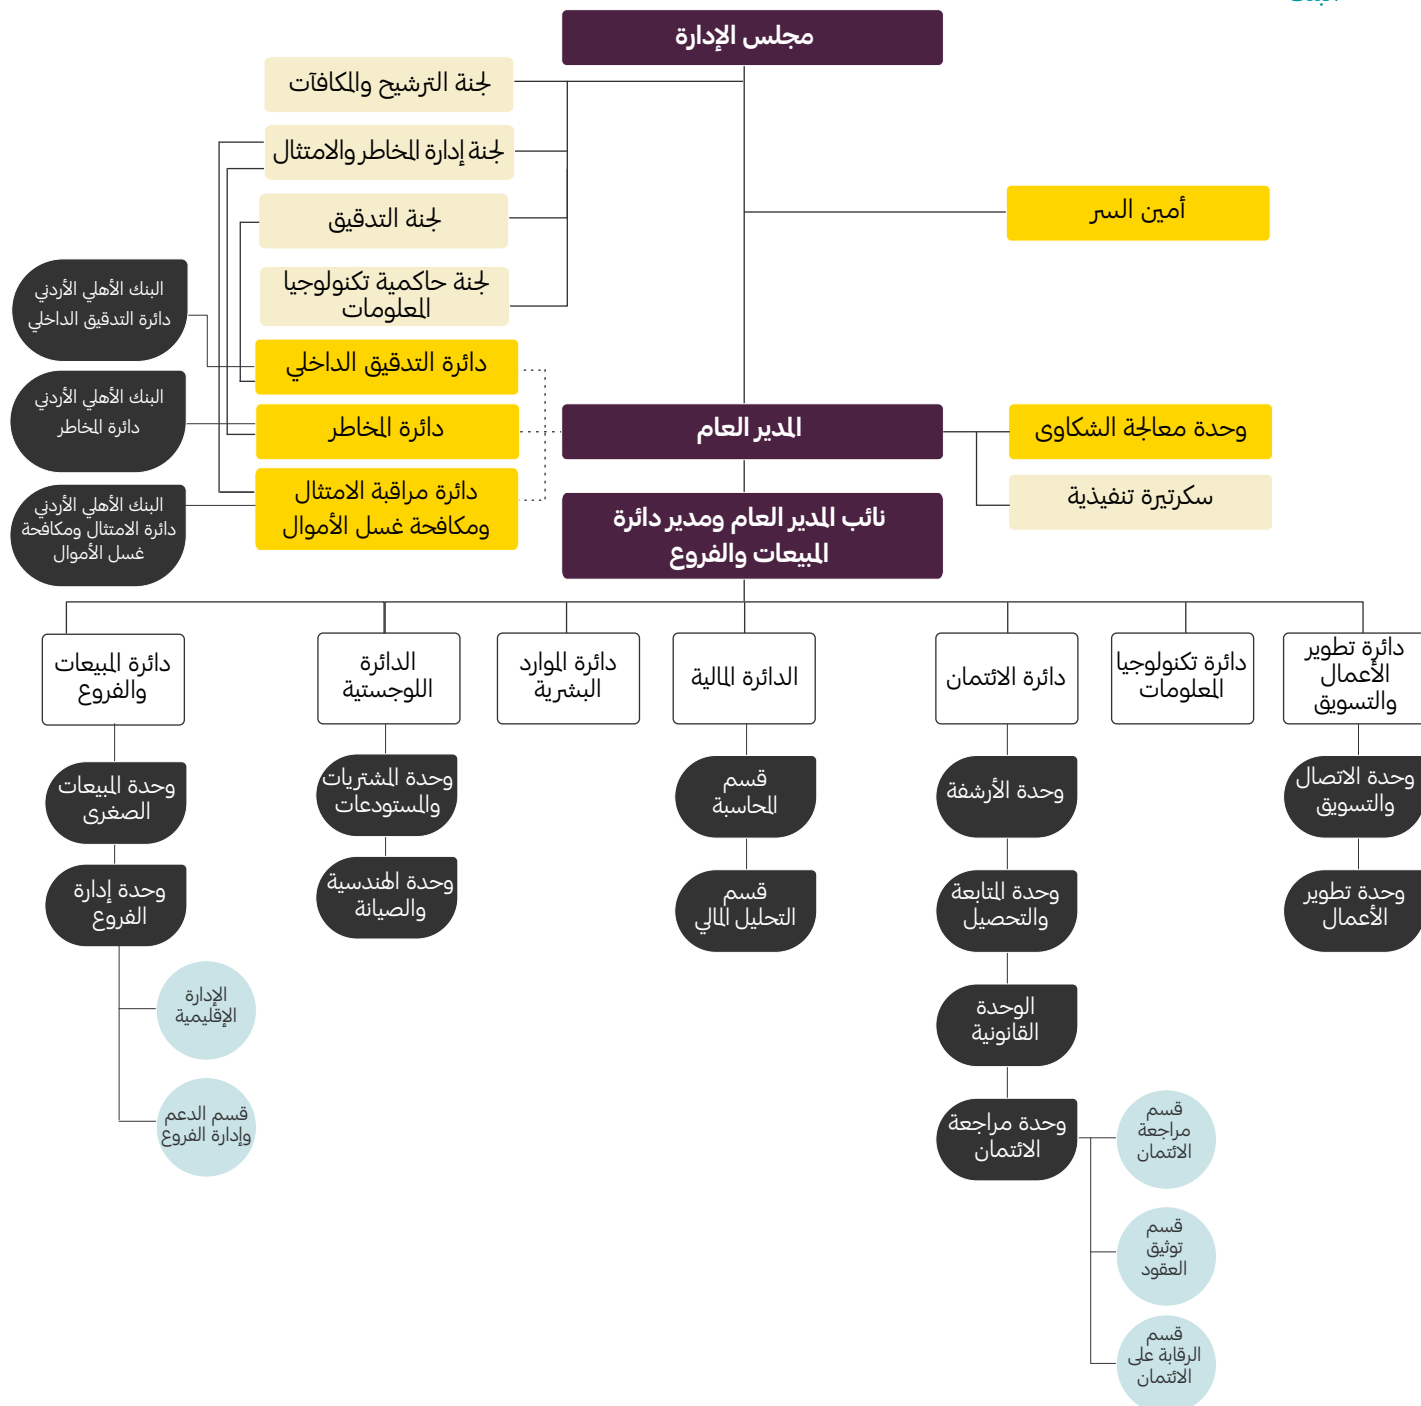 مجلس الإدارة
لجنة الترشيح والمكافآت
لجنة إدارة المخاطر والامتثال
لجنة التدقيق
لجنة حاكمية تكنولوجيا
المعلومات
أمين السر
البنك الأهلي الأردني
دائرة التدقيق الداخلي
دائرة التدقيق الداخلي
البنك الأهلي الأردني
دائرة المخاطر
دائرة المخاطر
البنك الأهلي الأردني
دائرة الامتثال ومكافحة
غسل الأموال
دائرة مراقبة الامتثال
ومكافحة غسل الأموال
المدير العام
وحدة معالجة الشكاوى
سكرتيرة تنفيذية
نائب المدير العام ومدير دائرة
المبيعات والفروع
دائرة تطوير
الأعمال
والتسويق
وحدة الاتصال
والتسويق
وحدة تطوير
الأعمال
دائرة تكنولوجيا
المعلومات
دائرة الائتمان
وحدة الأرشفة
وحدة المتابعة
والتحصيل
الوحدة
القانونية
وحدة مراجعة
الائتمان
قسم
مراجعة
الائتمان
قسم
توثيق
العقود
قسم
الرقابة على
الائتمان
الدائرة المالية
قسم
المحاسبة
قسم
التحليل المالي
دائرة الموارد
البشرية
الدائرة
اللوجستية
وحدة المشتريات
والمستودعات
وحدة الهندسية
والصيانة
دائرة المبيعات
والفروع
وحدة المبيعات
الصغرى
وحدة إدارة
الفروع
الإدارة
الإقليمية
قسم الدعم
وإدارة الفروع